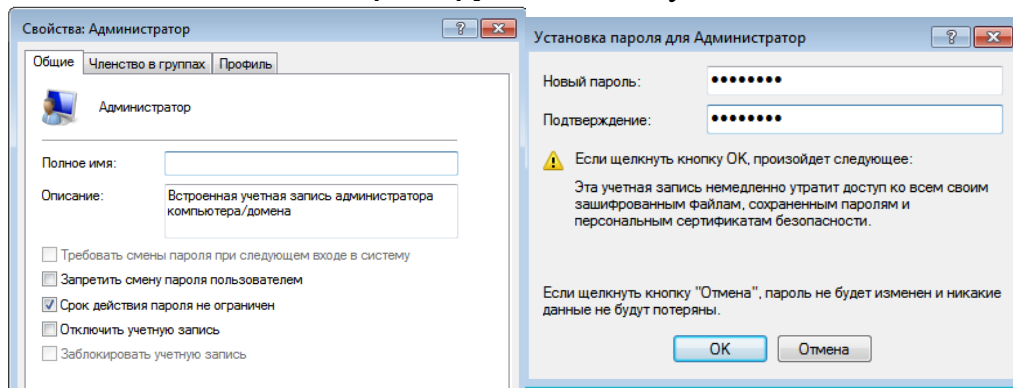 Свойства: Администратор
Общие Членство в группах Профиль
Администратор
Полное имя:
Описание: Встроенная учетная запись администратора
компьютера/домена
Требовать смены пароля при следующем входе в систему
Запретить смену пароля пользователем
Срок действия пароля не ограничен
Отключить учетную запись
Заблокировать учетную запись
Установка пароля для Администратор
Новый пароль: ••••••••
Подтверждение: ••••••••
Если щелкнуть кнопку ОК, произойдет следующее:
Эта учетная запись немедленно утратит доступ ко всем своим
зашифрованным файлам, сохраненным паролям и
персональным сертификатам безопасности.
Если щелкнуть кнопку "Отмена", пароль не будет изменен и никакие
данные не будут потеряны.
ОК Отмена